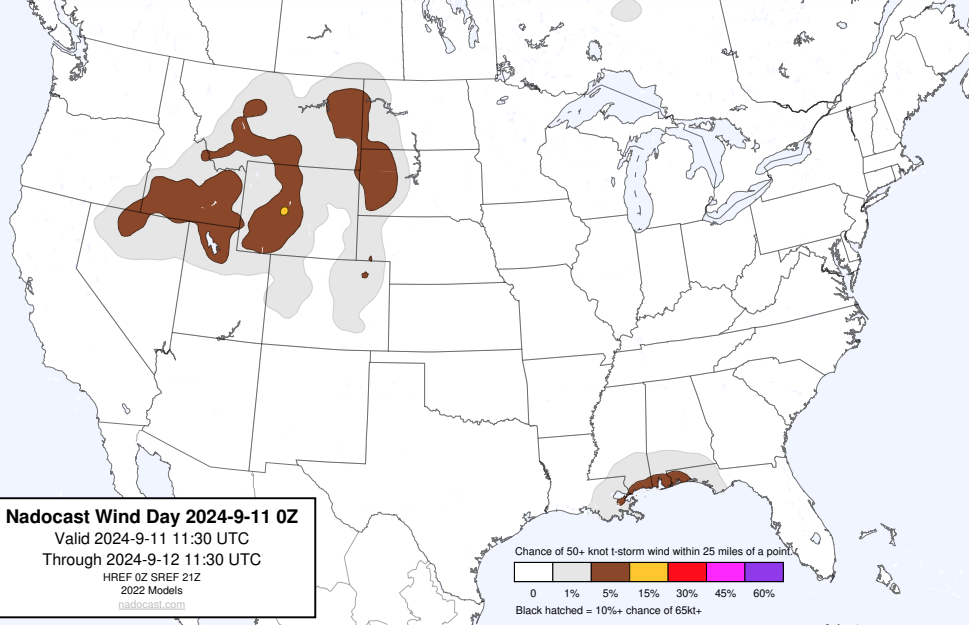 Nadocast Wind Day 2024-9-11 0Z
Valid 2024-9-11 11:30 UTC
Through 2024-9-12 11:30 UTC
HREF 0Z SREF 21Z
2022 Models
nadocast.com
Chance of 50+ knot t-storm wind within 25 miles of a point.
0 1% 5% 15% 30% 45% 60%
Black hatched = 10%+ chance of 65kt+